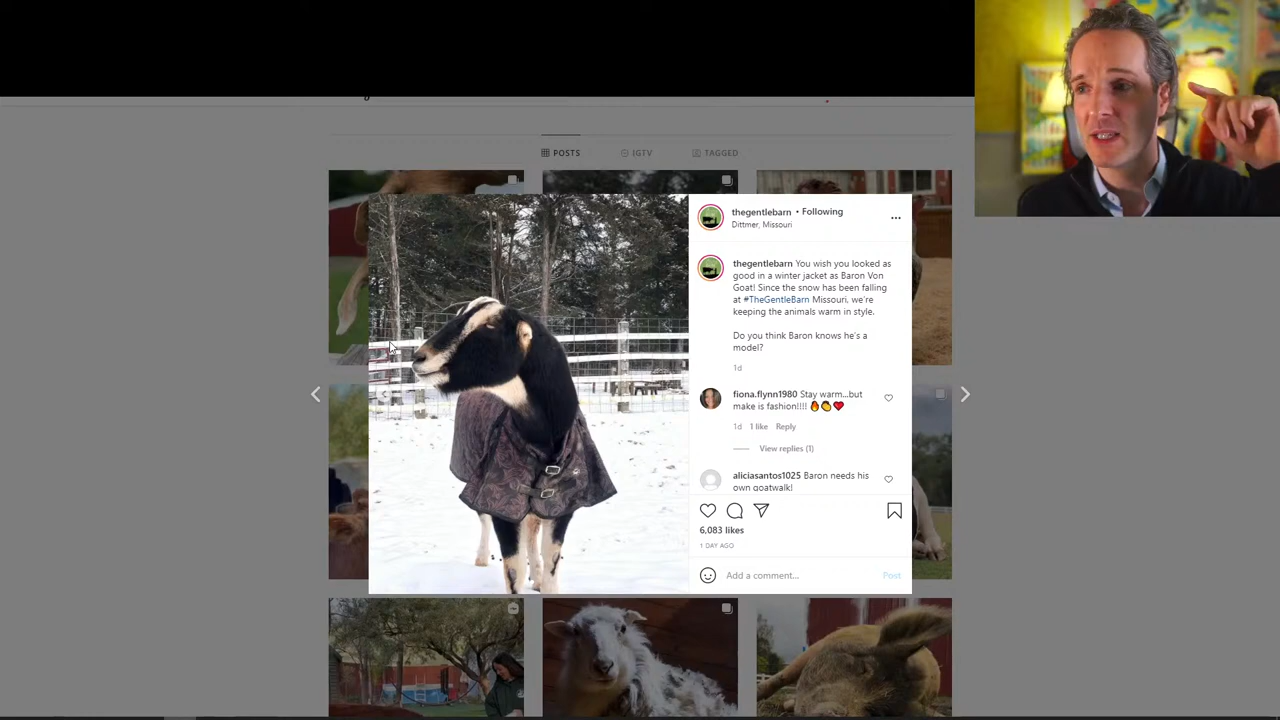 POSTS
IGTV
TAGGED
thegentlebarn • Following
Dittmer, Missouri
thegentlebarn You wish you looked as
good in a winter jacket as Baron Von
Goat! Since the snow has been falling
at #TheGentleBarn Missouri, we're
keeping the animals warm in style.
Do you think Baron knows he's a
model?
1d
fiona.flynn1980 Stay warm...but
make is fashion!!!!
1d 1 like Reply
View replies (1)
aliciasantos1025 Baron needs his
own goatwalk!
6,083 likes
1 DAY AGO
Add a comment...
Post